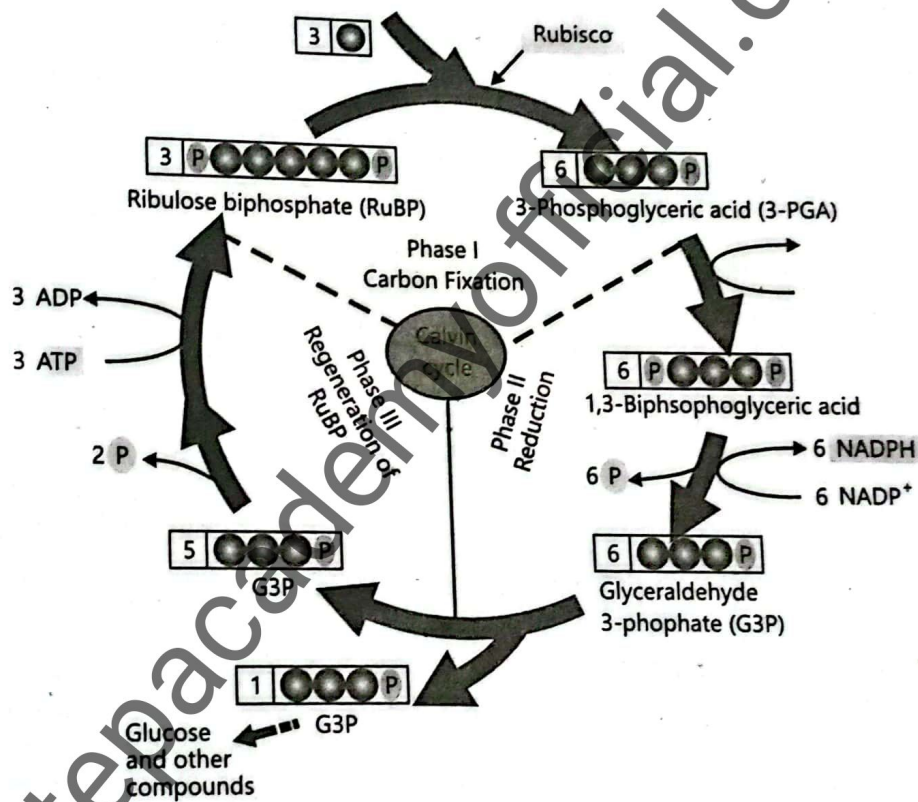 3
Rubisco
3 P P
Ribulose biphosphate (RuBP)
6 P
3-Phosphoglyceric acid (3-PGA)
Phase I
Carbon Fixation
Calvin
cycle
Phase II
Reduction
Phase III
Regeneration of
RuBP
3 ADP
3 ATP
2 P
6 P P
1,3-Biphsophoglyceric acid
6 P
6 NADPH
6 NADP+
6 P
Glyceraldehyde
3-phophate (G3P)
5 P
G3P
1 P
G3P
Glucose
and other
compounds
tepacademyofficial.c